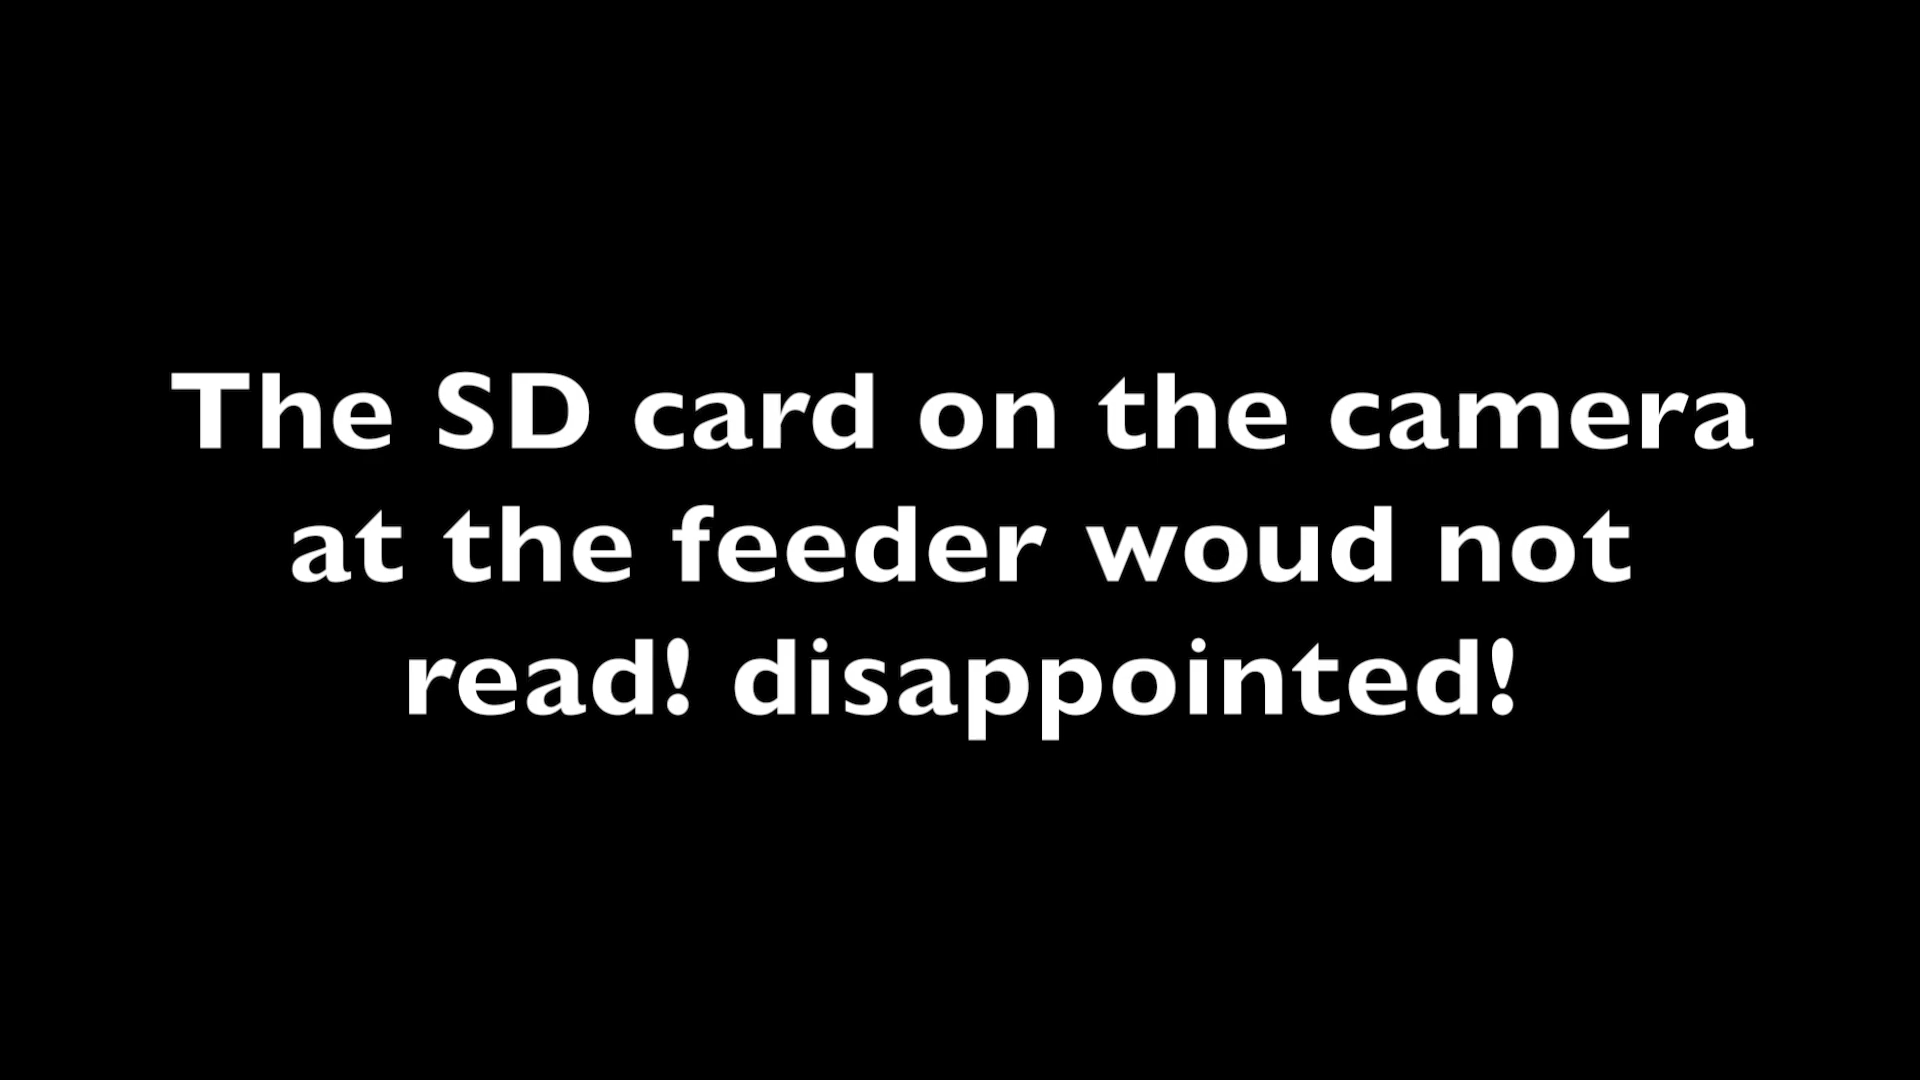 The SD card on the camera
at the feeder woud not
read! disappointed!